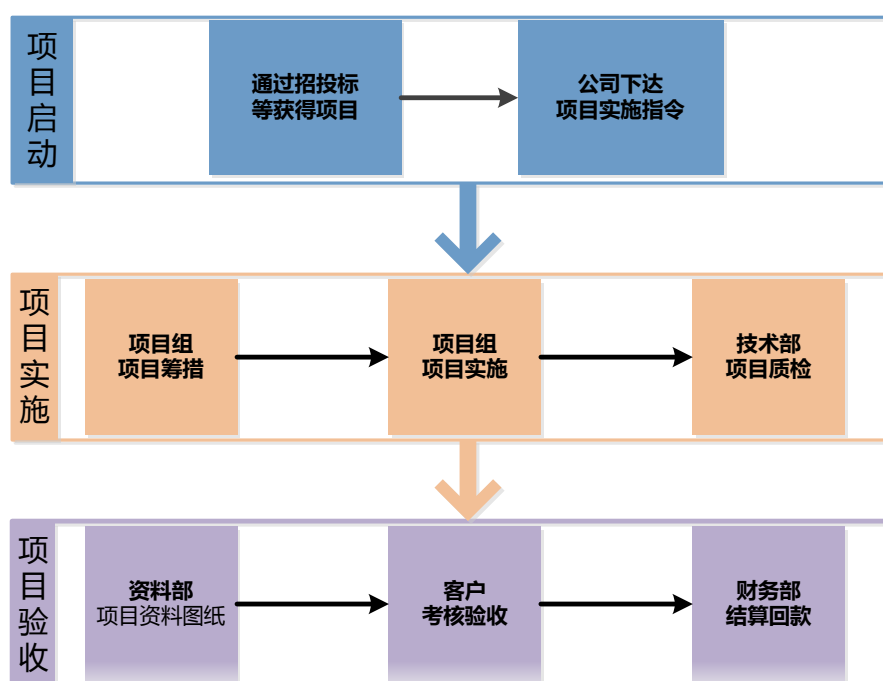 项目启动
通过招投标
等获得项目
公司下达
项目实施指令
项目实施
项目组
项目筹措
项目组
项目实施
技术部
项目质检
项目验收
资料部
项目资料图纸
客户
考核验收
财务部
结算回款